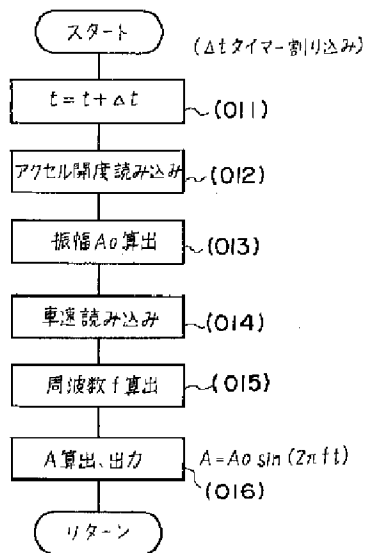 スタート
(Δtタイマー割り込み)
t=t+Δt
(011)
アクセル開度読み込み
(012)
振幅Ao算出
(013)
車速読み込み
(014)
周波数f算出
(015)
A算出、出力
A=Ao sin (2πft)
(016)
リターン